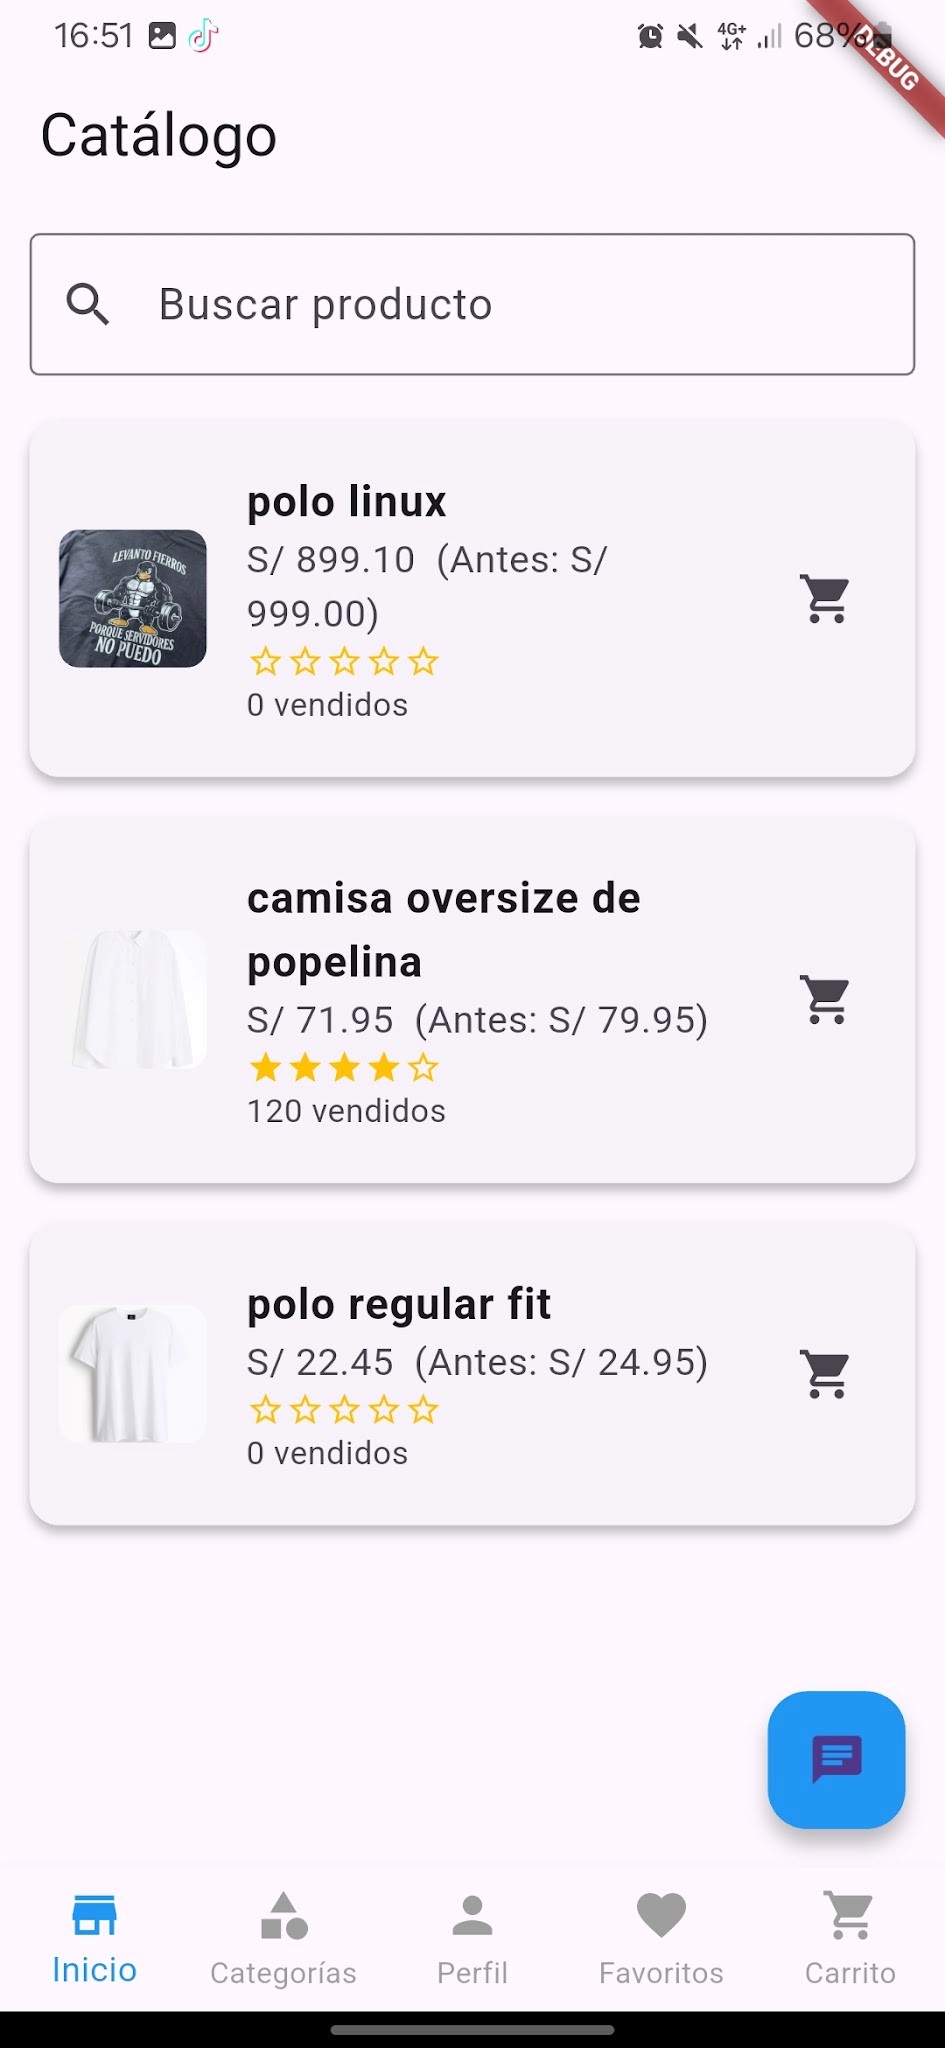 16:51
4G+
68%
DEBUG
Catálogo
Buscar producto
polo linux
S/ 899.10 (Antes: S/
999.00)
0 vendidos
LEVANTO FIERROS
PORQUE SERVIDORES
NO PUEDO
camisa oversize de
popelina
S/ 71.95 (Antes: S/ 79.95)
120 vendidos
polo regular fit
S/ 22.45 (Antes: S/ 24.95)
0 vendidos
Inicio
Categorías
Perfil
Favoritos
Carrito